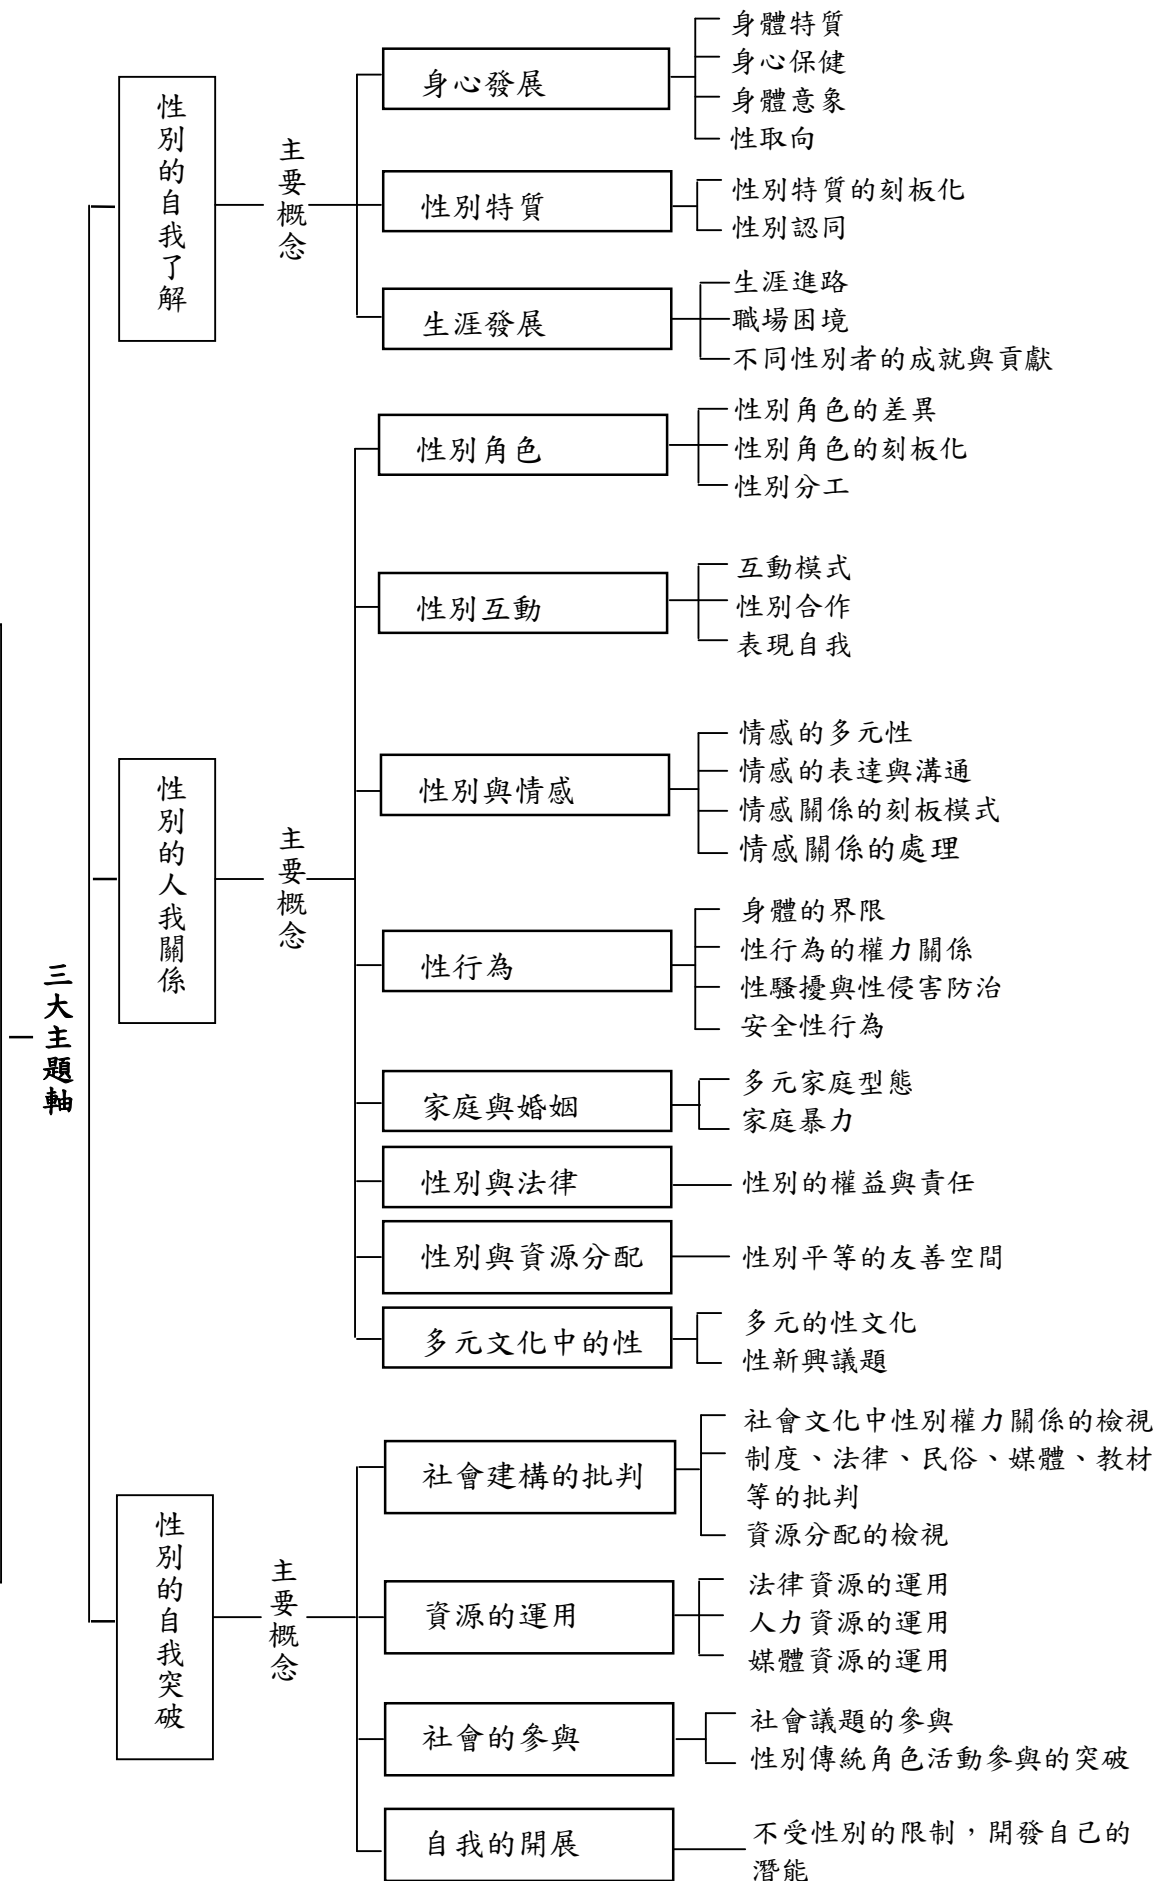 三大主題軸
性別的自我了解
主要概念
身心發展
身體特質
身心保健
身體意象
性取向
性別特質
性別特質的刻板化
性別認同
生涯發展
生涯進路
職場困境
不同性別者的成就與貢獻
性別的人我關係
主要概念
性別角色
性別角色的差異
性別角色的刻板化
性別分工
性別互動
互動模式
性別合作
表現自我
性別與情感
情感的多元性
情感的表達與溝通
情感關係的刻板模式
情感關係的處理
性行為
身體的界限
性行為的權力關係
性騷擾與性侵害防治
安全性行為
家庭與婚姻
多元家庭型態
家庭暴力
性別與法律
性別的權益與責任
性別與資源分配
性別平等的友善空間
多元文化中的性
多元的性文化
性新興議題
性別的自我突破
主要概念
社會建構的批判
社會文化中性別權力關係的檢視
制度、法律、民俗、媒體、教材
等的批判
資源分配的檢視
資源的運用
法律資源的運用
人力資源的運用
媒體資源的運用
社會的參與
社會議題的參與
性別傳統角色活動參與的突破
自我的開展
不受性別的限制，開發自己的
潛能